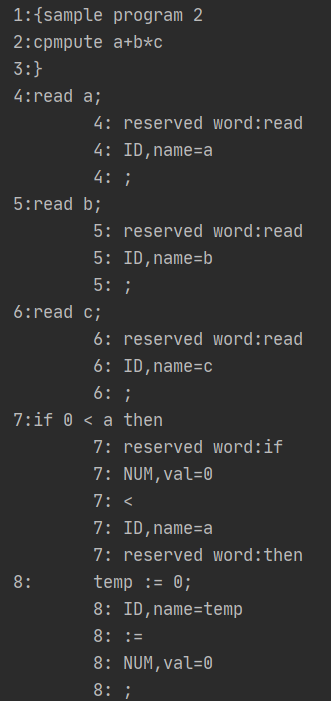 1:{sample program 2
2:cpmpute a+b*c
3:}
4:read a;
        4: reserved word:read
        4: ID,name=a
        4: ;
5:read b;
        5: reserved word:read
        5: ID,name=b
        5: ;
6:read c;
        6: reserved word:read
        6: ID,name=c
        6: ;
7:if 0 < a then
        7: reserved word:if
        7: NUM,val=0
        7: <
        7: ID,name=a
        7: reserved word:then
8:      temp := 0;
        8: ID,name=temp
        8: :=
        8: NUM,val=0
        8: ;